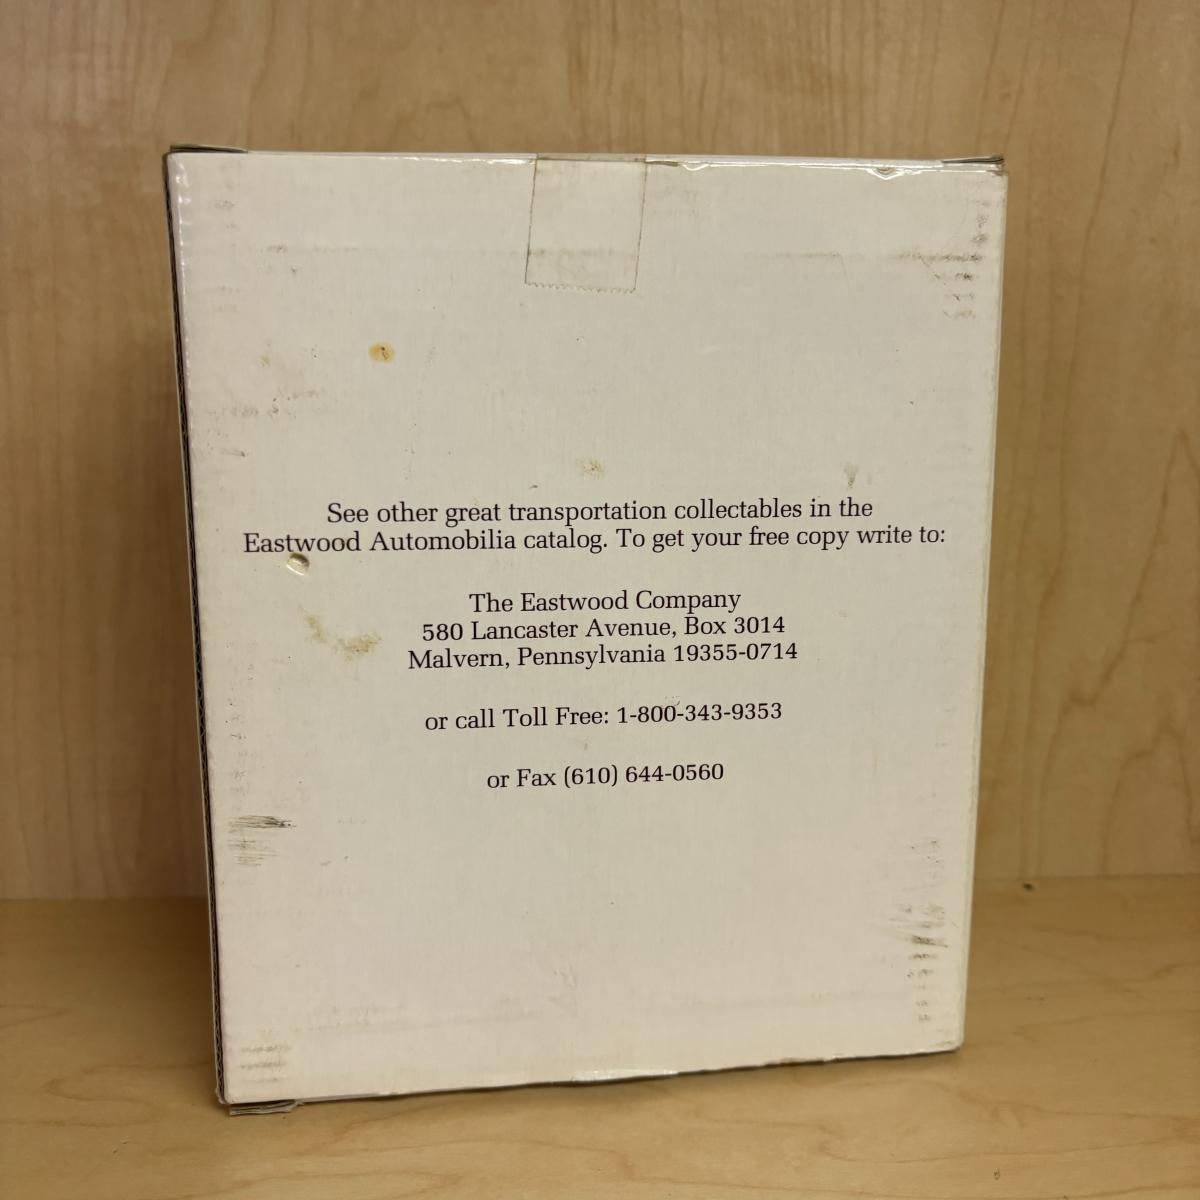 See other great transportation collectables in the
Eastwood Automobilia catalog. To get your free copy write to:
The Eastwood Company
580 Lancaster Avenue, Box 3014
Malvern, Pennsylvania 19355-0714
or call Toll Free: 1-800-343-9353
or Fax (610) 644-0560